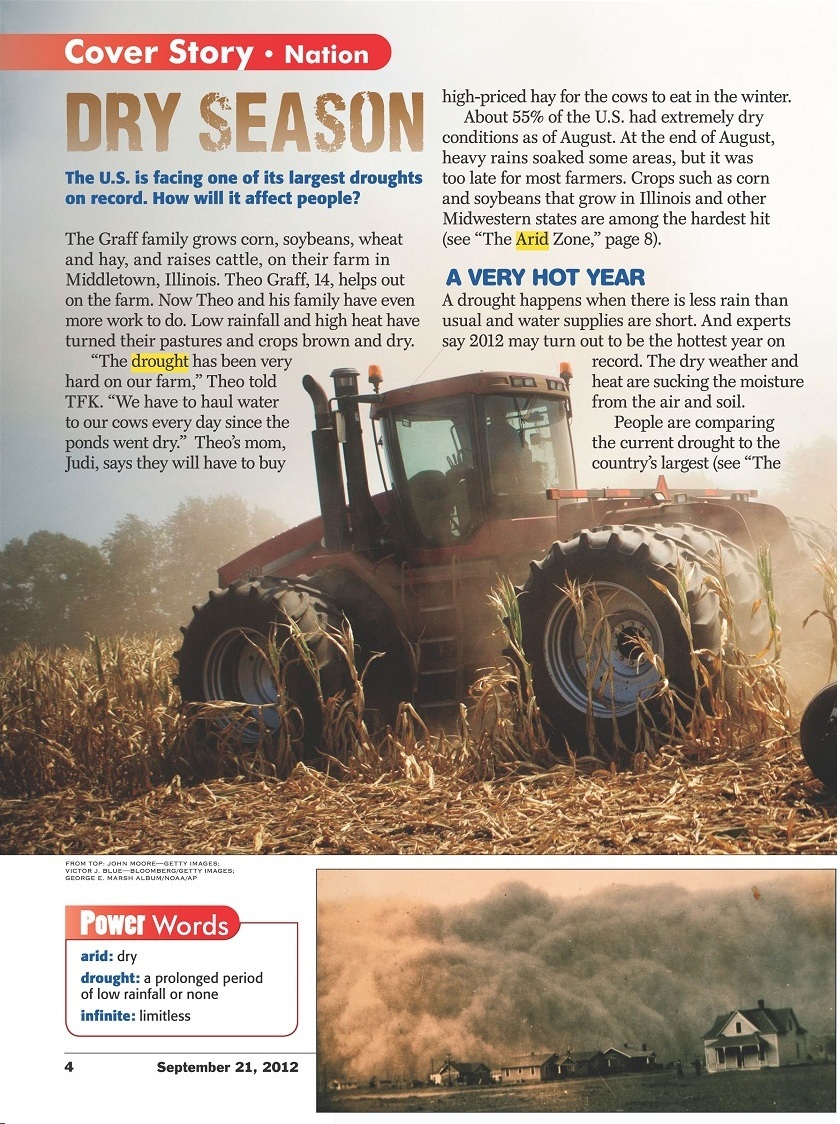 Cover Story • Nation
DRY SEASON
The U.S. is facing one of its largest droughts
on record. How will it affect people?
The Graff family grows corn, soybeans, wheat
and hay, and raises cattle, on their farm in
Middletown, Illinois. Theo Graff, 14, helps out
on the farm. Now Theo and his family have even
more work to do. Low rainfall and high heat have
turned their pastures and crops brown and dry.
“The drought has been very
hard on our farm,” Theo told
TFK. “We have to haul water
to our cows every day since the
ponds went dry.” Theo’s mom,
Judi, says they will have to buy
high-priced hay for the cows to eat in the winter.
About 55% of the U.S. had extremely dry
conditions as of August. At the end of August,
heavy rains soaked some areas, but it was
too late for most farmers. Crops such as corn
and soybeans that grow in Illinois and other
Midwestern states are among the hardest hit
(see “The Arid Zone,” page 8).
A VERY HOT YEAR
A drought happens when there is less rain than
usual and water supplies are short. And experts
say 2012 may turn out to be the hottest year on
record. The dry weather and
heat are sucking the moisture
from the air and soil.
People are comparing
the current drought to the
country’s largest (see “The
FROM TOP: JOHN MOORE—GETTY IMAGES;
VICTOR J. BLUE—BLOOMBERG/GETTY IMAGES;
GEORGE E. MARSH ALBUM/NOAA/AP
Power Words
arid: dry
drought: a prolonged period
of low rainfall or none
infinite: limitless
4 September 21, 2012